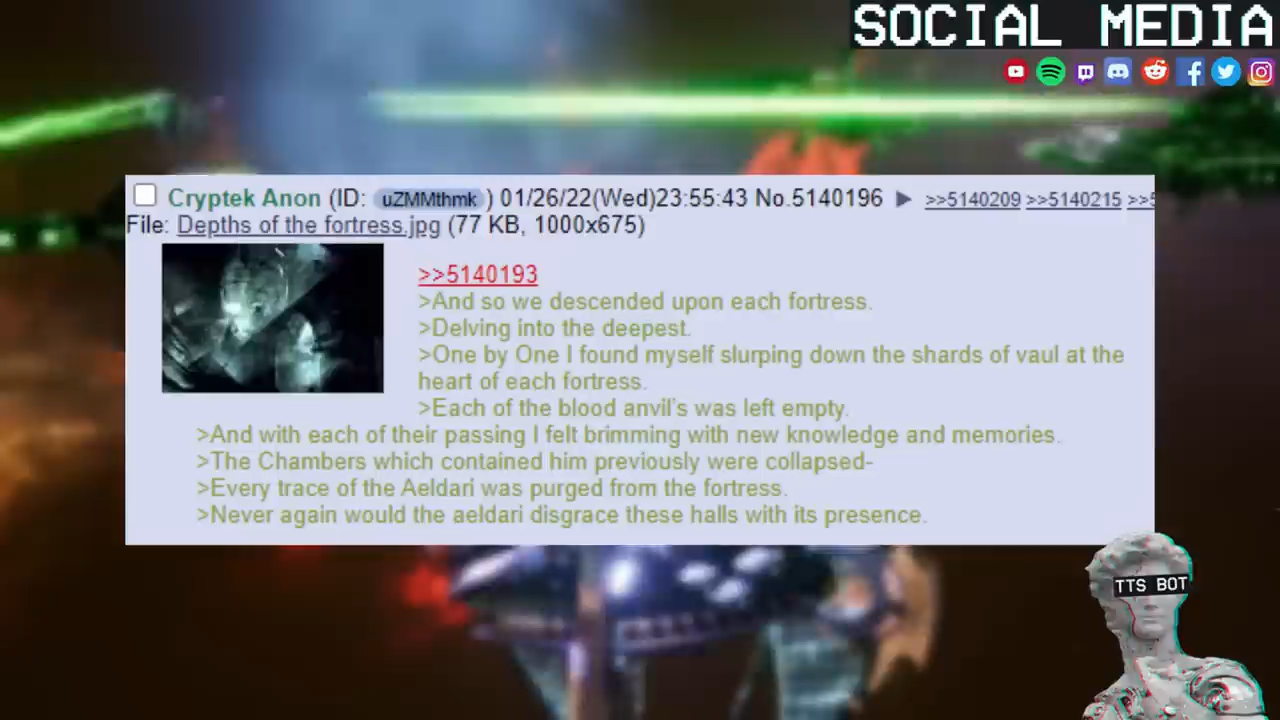 SOCIAL MEDIA
Cryptek Anon (ID: uZMMthmk ) 01/26/22(Wed)23:55:43 No.5140196 ▶ >>5140209 >>5140215 >>5
File: Depths of the fortress.jpg (77 KB, 1000x675)
>>5140193
>And so we descended upon each fortress.
>Delving into the deepest.
>One by One I found myself slurping down the shards of vaul at the
heart of each fortress.
>Each of the blood anvil's was left empty.
>And with each of their passing I felt brimming with new knowledge and memories.
>The Chambers which contained him previously were collapsed-
>Every trace of the Aeldari was purged from the fortress.
>Never again would the aeldari disgrace these halls with its presence.
TTS BOT